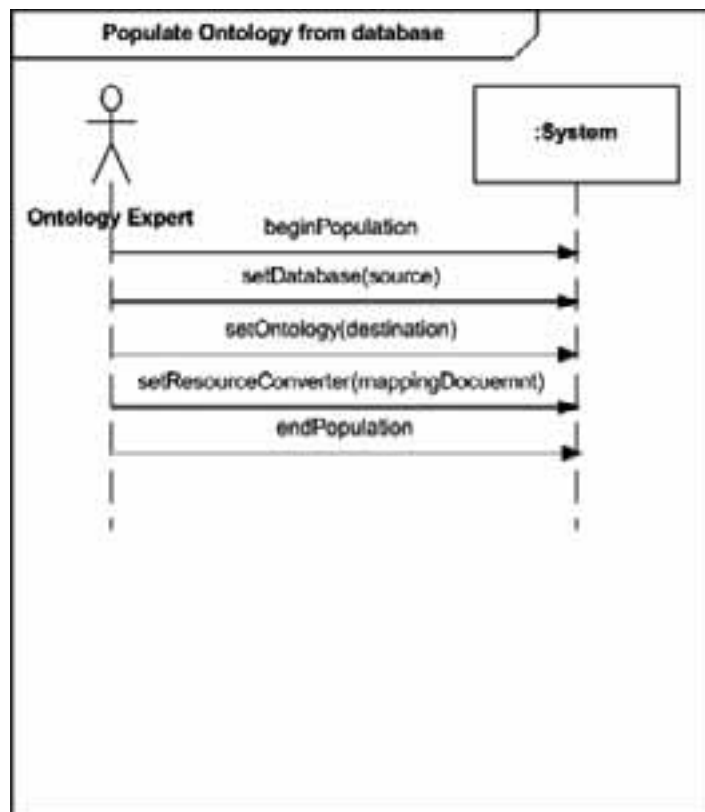 Populate Ontology from database
:System
Ontology Expert
beginPopulation
setDatabase(source)
setOntology(destination)
setResourceConverter(mappingDocuemnt)
endPopulation